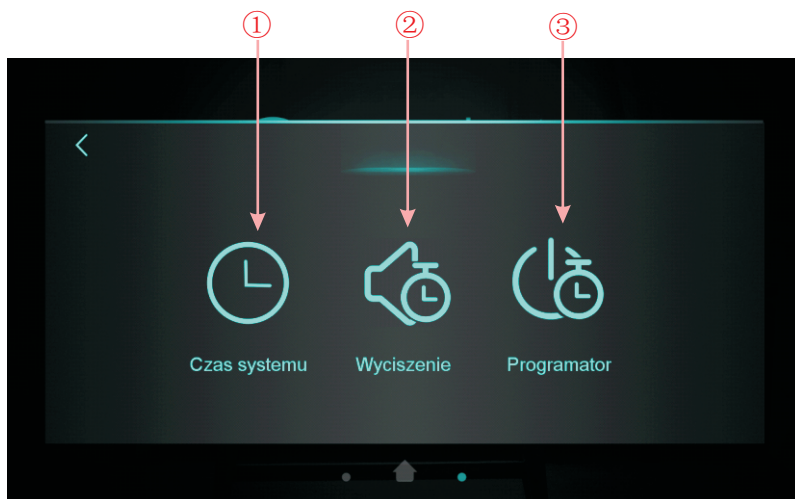 ① ② ③
Czas systemu Wyciszenie Programator